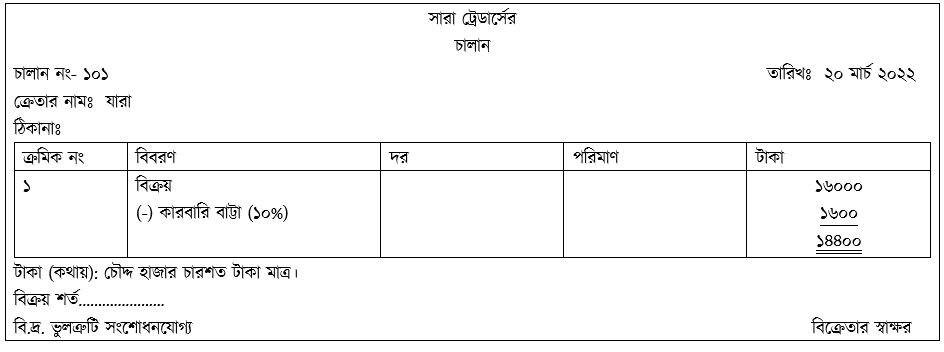 সারা ট্রেডার্সের
চালান
চালান নং- ১০১ তারিখঃ ২০ মার্চ ২০২২
ক্রেতার নামঃ যারা
ঠিকানাঃ
ক্রমিক নং বিবরণ দর পরিমাণ টাকা
১ বিক্রয় ১৬০০০
(-) কারবারি বাট্টা (১০%) ১৬০০
১৪৪০০
টাকা (কথায়): চৌদ্দ হাজার চারশত টাকা মাত্র।
বিক্রয় শর্ত......................
বি.দ্র. ভুলত্রুটি সংশোধনযোগ্য বিক্রেতার স্বাক্ষর